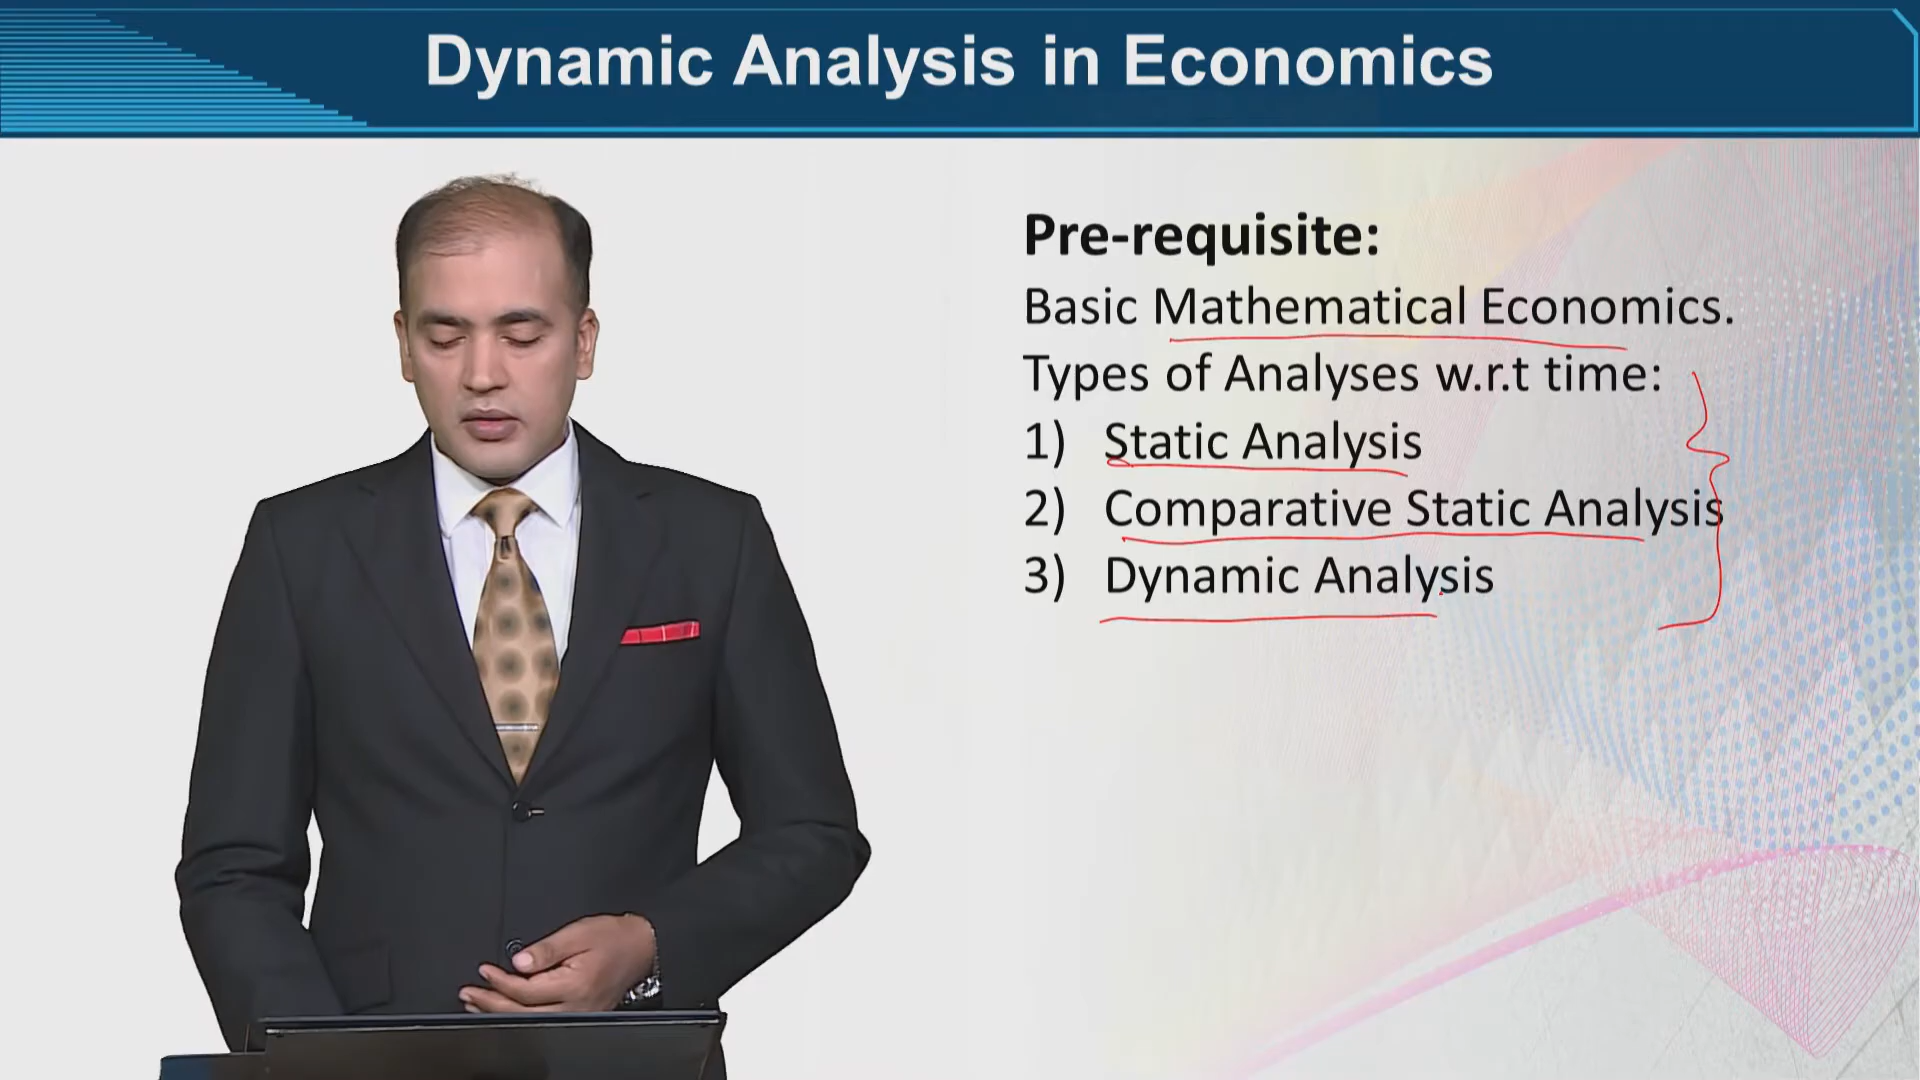 Dynamic Analysis in Economics
Pre-requisite:
Basic Mathematical Economics.
Types of Analyses w.r.t time:
1) Static Analysis
2) Comparative Static Analysis
3) Dynamic Analysis